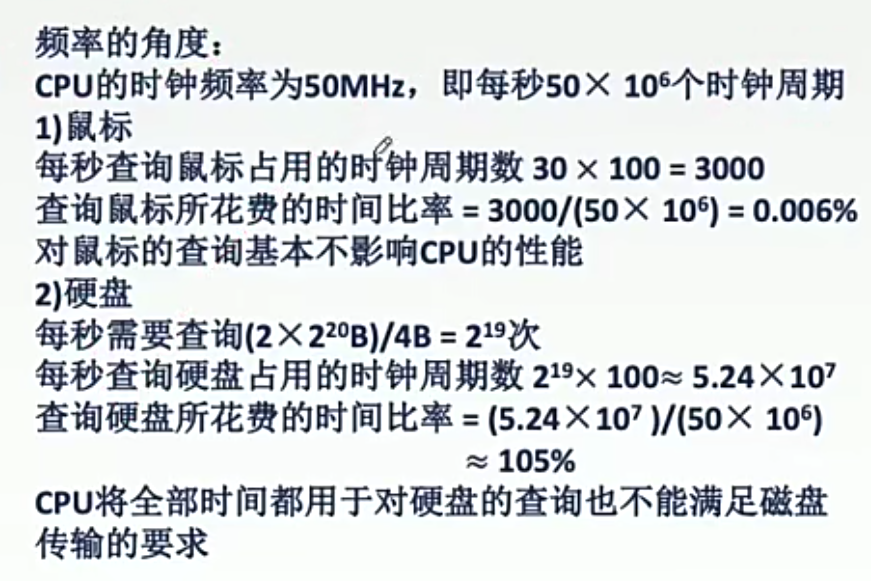 频率的角度：
CPU的时钟频率为50MHz，即每秒50× 10⁶个时钟周期
1)鼠标
每秒查询鼠标占用的时钟周期数 30 × 100 = 3000
查询鼠标所花费的时间比率 = 3000/(50× 10⁶) = 0.006%
对鼠标的查询基本不影响CPU的性能
2)硬盘
每秒需要查询(2×2²⁰B)/4B = 2¹⁹次
每秒查询硬盘占用的时钟周期数 2¹⁹× 100≈ 5.24×10⁷
查询硬盘所花费的时间比率 = (5.24×10⁷ )/(50× 10⁶)
≈ 105%
CPU将全部时间都用于对硬盘的查询也不能满足磁盘
传输的要求